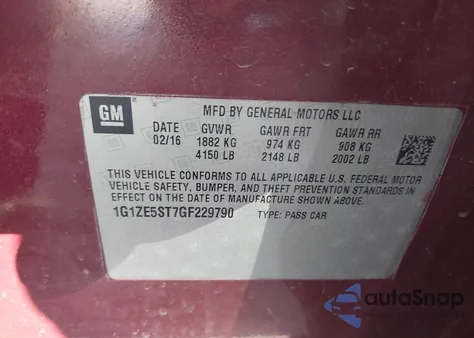 GM
MFD BY GENERAL MOTORS LLC
DATE GVWR GAWR FRT GAWR RR
02/16 1882 KG 974 KG 908 KG
4150 LB 2148 LB 2002 LB
THIS VEHICLE CONFORMS TO ALL APPLICABLE U.S. FEDERAL MOTOR
VEHICLE SAFETY, BUMPER, AND THEFT PREVENTION STANDARDS IN
EFFECT ON THE DATE OF MANUFACTURE SHOWN ABOVE.
1G1ZE5ST7GF229790 TYPE: PASS CAR
autoSnap